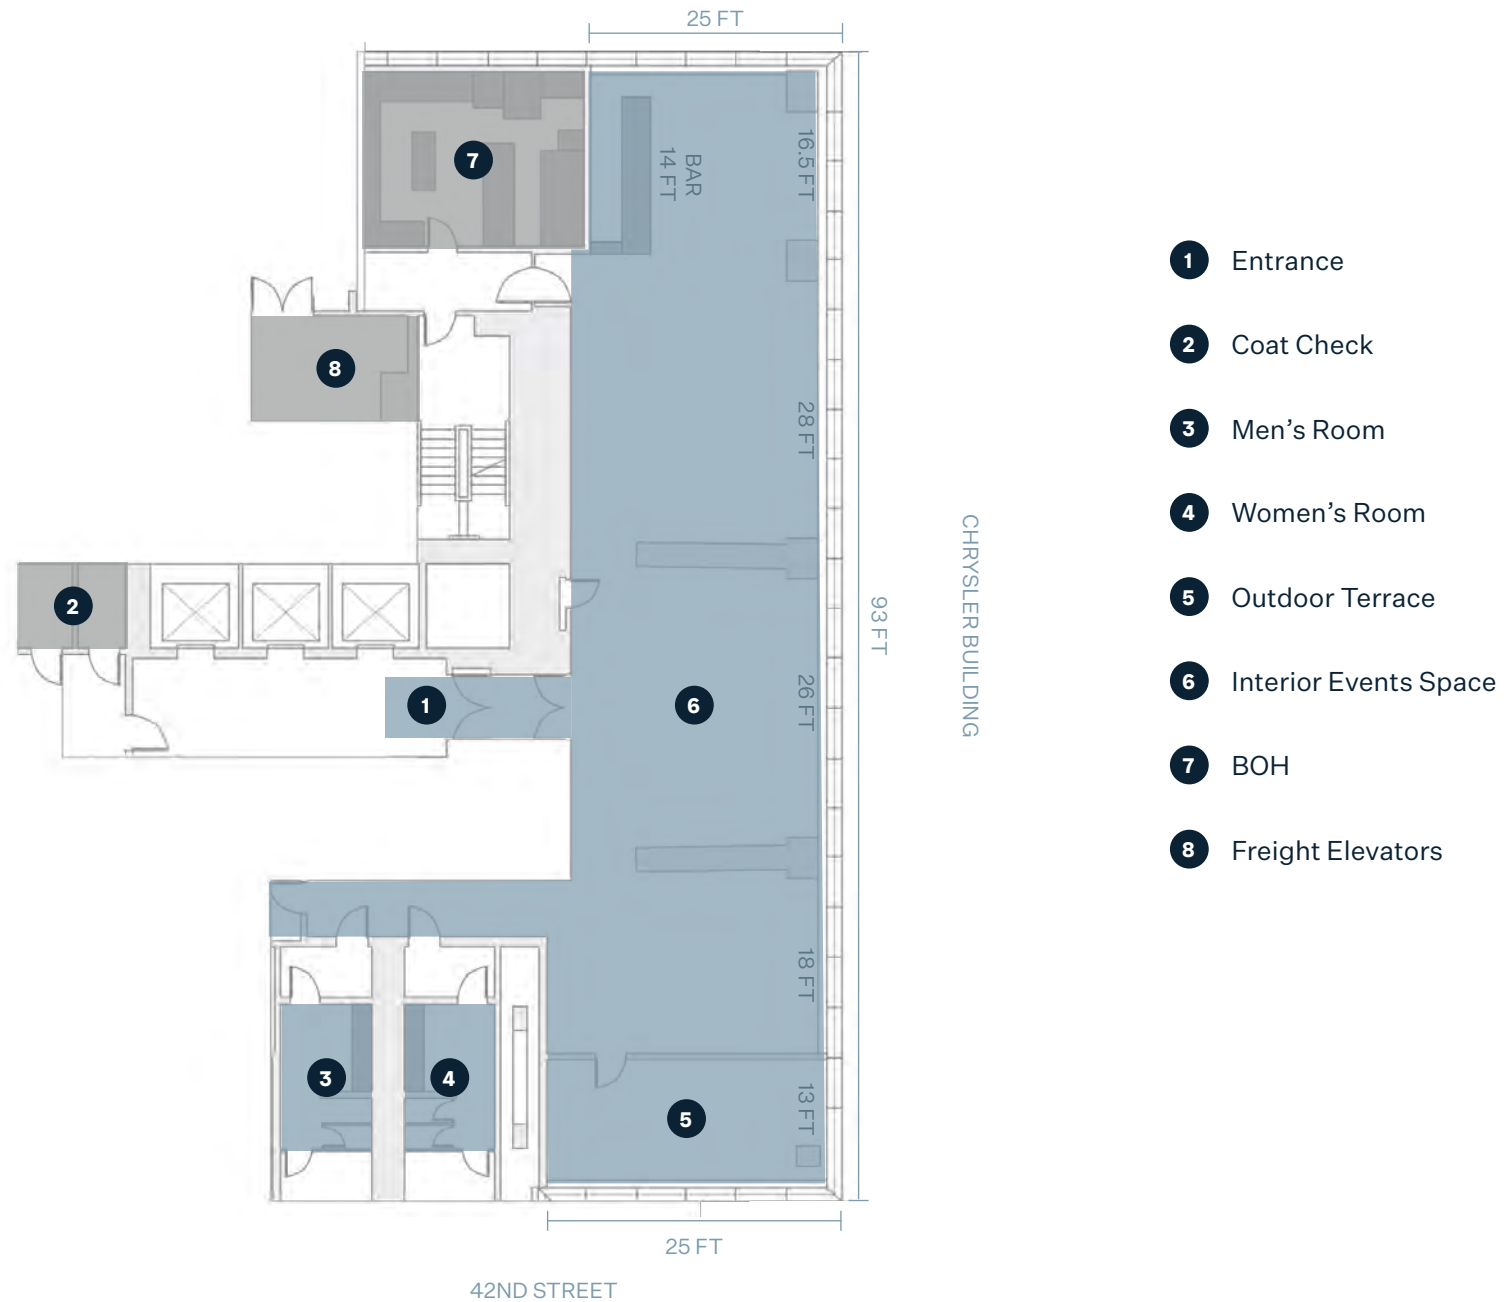 25 FT
7
BAR
14 FT
16.5 FT
8
28 FT
2
1
6
26 FT
93 FT
CHRYSLER BUILDING
18 FT
3
4
5
13 FT
25 FT
42ND STREET
1 Entrance
2 Coat Check
3 Men’s Room
4 Women’s Room
5 Outdoor Terrace
6 Interior Events Space
7 BOH
8 Freight Elevators